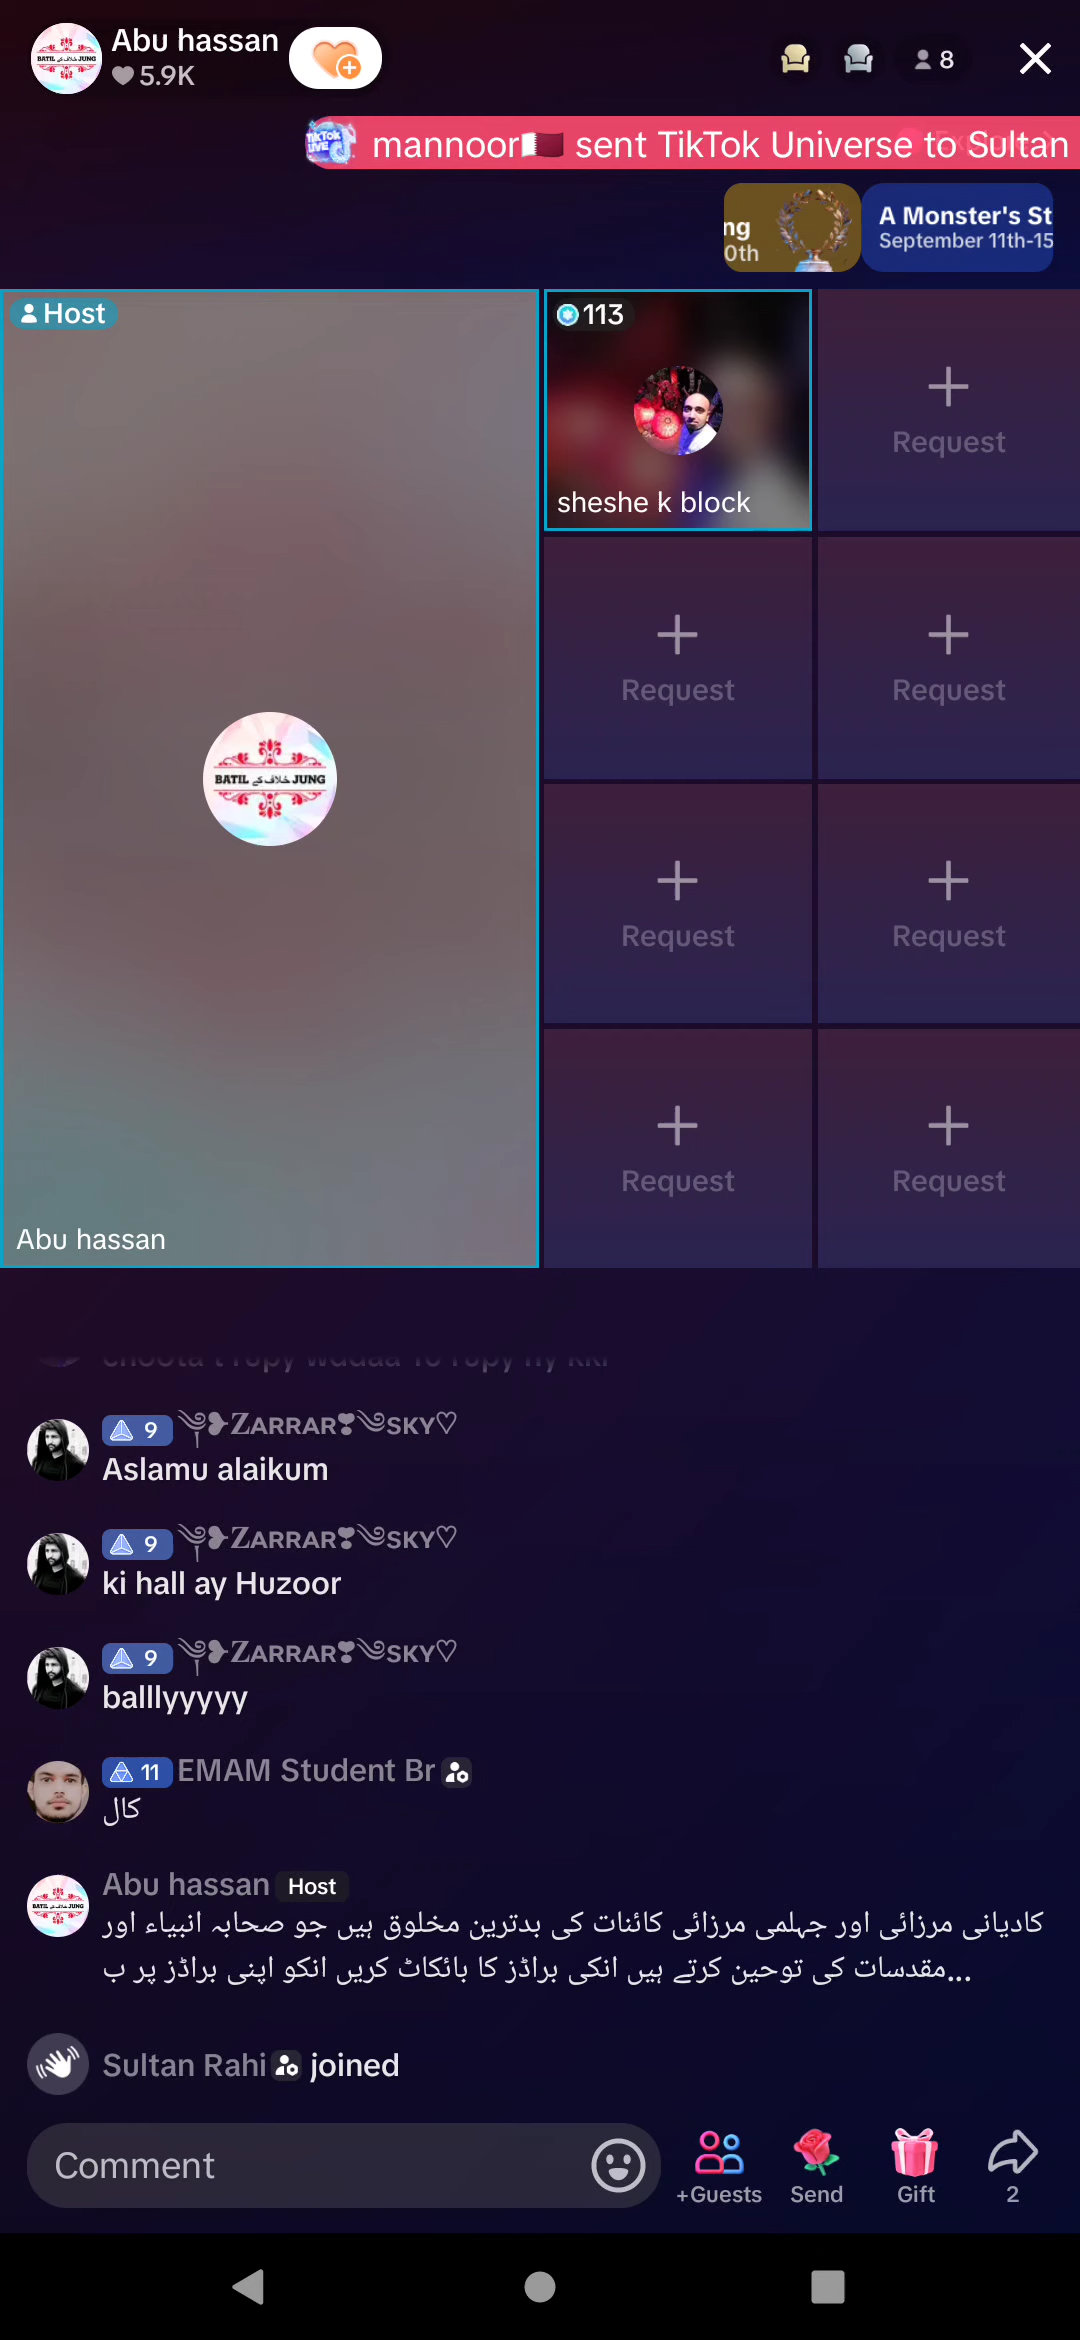 Abu hassan
5.9K
8
mannoor🇶🇦 sent TikTok Universe to Sultan
ng
0th
A Monster's St
September 11th-15
Host
113
sheshe k block
Request
Request
Request
Request
Request
Request
Request
BATIL خلاف کے JUNG
Abu hassan
9 ZARRAR❣SKY♡
Aslamu alaikum
9 ZARRAR❣SKY♡
ki hall ay Huzoor
9 ZARRAR❣SKY♡
balllyyyyy
11 EMAM Student Br
کال
Abu hassan Host
کادیانی مرزائی اور جہلمی مرزائی کائنات کی بدترین مخلوق ہیں جو صحابہ انبیاء اور
مقدسات کی توحین کرتے ہیں انکی براڈز کا بائکاٹ کریں انکو اپنی براڈز پر ب...
Sultan Rahi joined
Comment
+Guests
Send
Gift
2